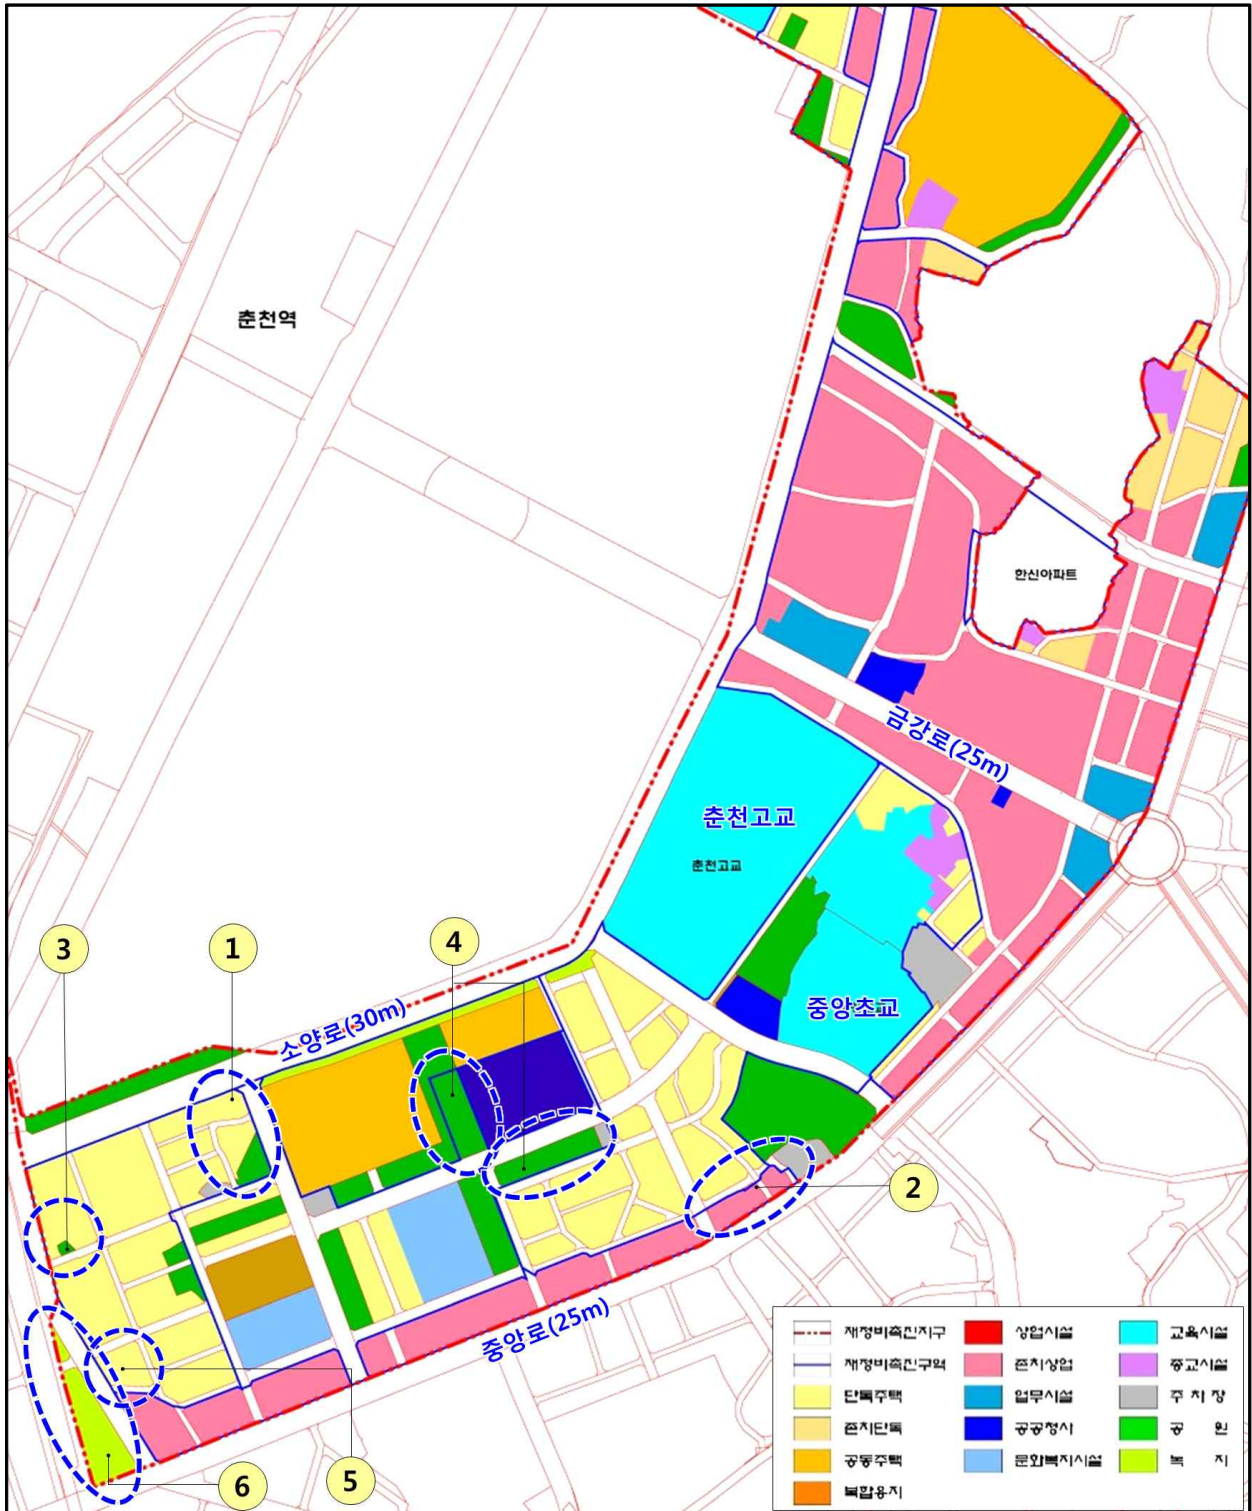 춘천역
한신아파트
금강로(25m)
춘천고교
춘천고교
중앙초교
3
1
4
소양로(30m)
2
중앙로(25m)
5
6
재정비촉진지구
재정비촉진구역
단독주택
존치단독
공동주택
복합용지
상업시설
존치상업
업무시설
공공청사
문화복지시설
교육시설
종교시설
주 차 장
공 원
녹 지